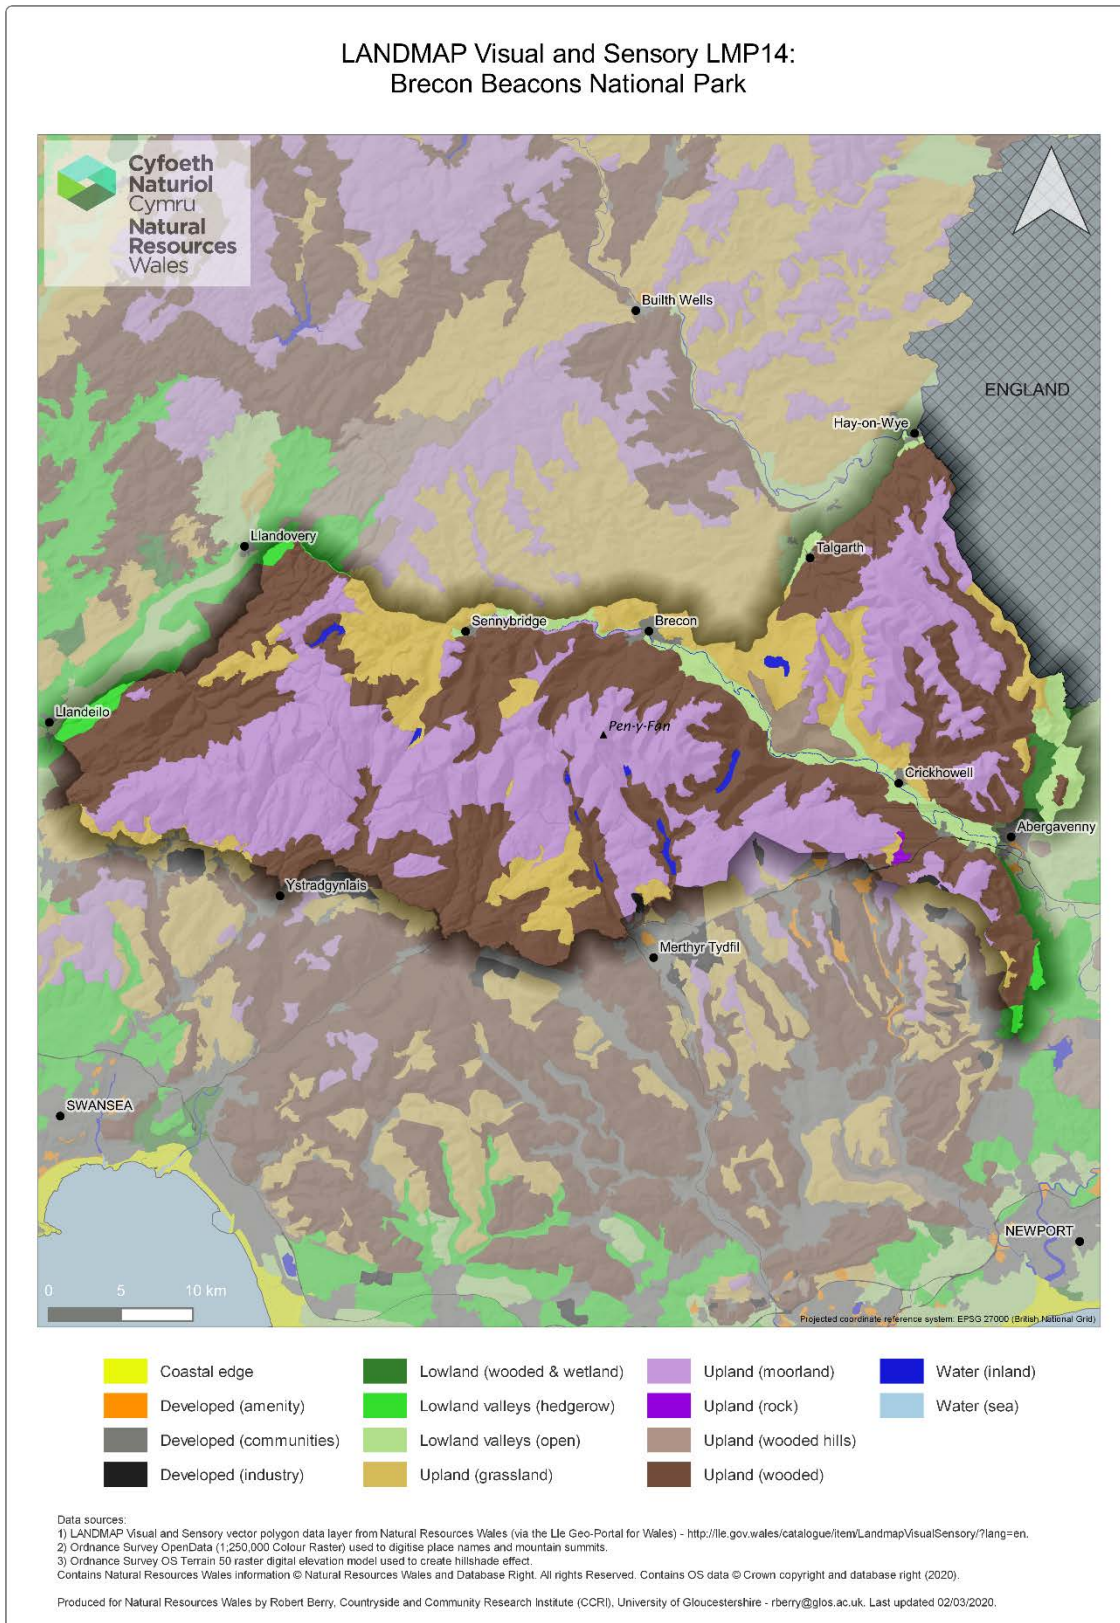 LANDMAP Visual and Sensory LMP14:
Brecon Beacons National Park
Cyfoeth
Naturiol
Cymru
Natural
Resources
Wales
Builth Wells
ENGLAND
Hay-on-Wye
Llandovery
Talgarth
Sennybridge
Brecon
Llandeilo
Pen-y-Fan
Crickhowell
Abergavenny
Ystradgynlais
Merthyr Tydfil
SWANSEA
NEWPORT
0 5 10 km
Projected coordinate reference system: EPSG 27000 (British National Grid)
Coastal edge
Developed (amenity)
Developed (communities)
Developed (industry)
Lowland (wooded & wetland)
Lowland valleys (hedgerow)
Lowland valleys (open)
Upland (grassland)
Upland (moorland)
Upland (rock)
Upland (wooded hills)
Upland (wooded)
Water (inland)
Water (sea)
Data sources:
1) LANDMAP Visual and Sensory vector polygon data layer from Natural Resources Wales (via the Lle Geo-Portal for Wales) - http://lle.gov.wales/catalogue/item/LandmapVisualSensory/?lang=en.
2) Ordnance Survey OpenData (1;250,000 Colour Raster) used to digitise place names and mountain summits.
3) Ordnance Survey OS Terrain 50 raster digital elevation model used to create hillshade effect.
Contains Natural Resources Wales information © Natural Resources Wales and Database Right. All rights Reserved. Contains OS data © Crown copyright and database right (2020).
Produced for Natural Resources Wales by Robert Berry, Countryside and Community Research Institute (CCRI), University of Gloucestershire - rberry@glos.ac.uk. Last updated 02/03/2020.